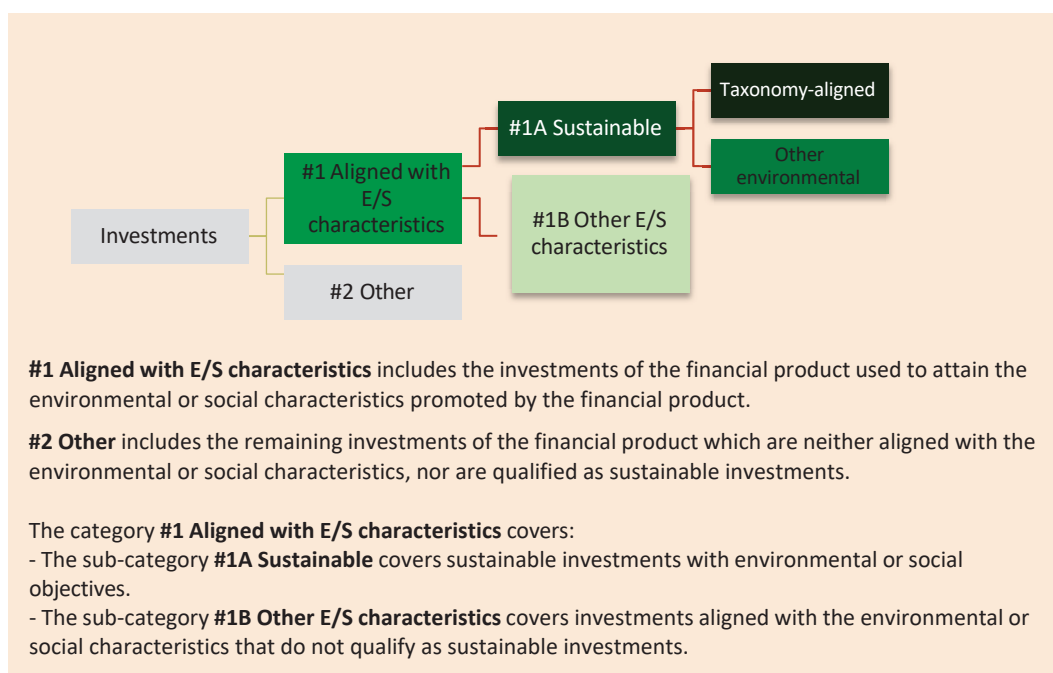 Taxonomy-aligned
#1A Sustainable
Other
environmental
#1 Aligned with
E/S
characteristics
#1B Other E/S
characteristics
Investments
#2 Other
#1 Aligned with E/S characteristics includes the investments of the financial product used to attain the
environmental or social characteristics promoted by the financial product.
#2 Other includes the remaining investments of the financial product which are neither aligned with the
environmental or social characteristics, nor are qualified as sustainable investments.
The category #1 Aligned with E/S characteristics covers:
- The sub-category #1A Sustainable covers sustainable investments with environmental or social
objectives.
- The sub-category #1B Other E/S characteristics covers investments aligned with the environmental or
social characteristics that do not qualify as sustainable investments.